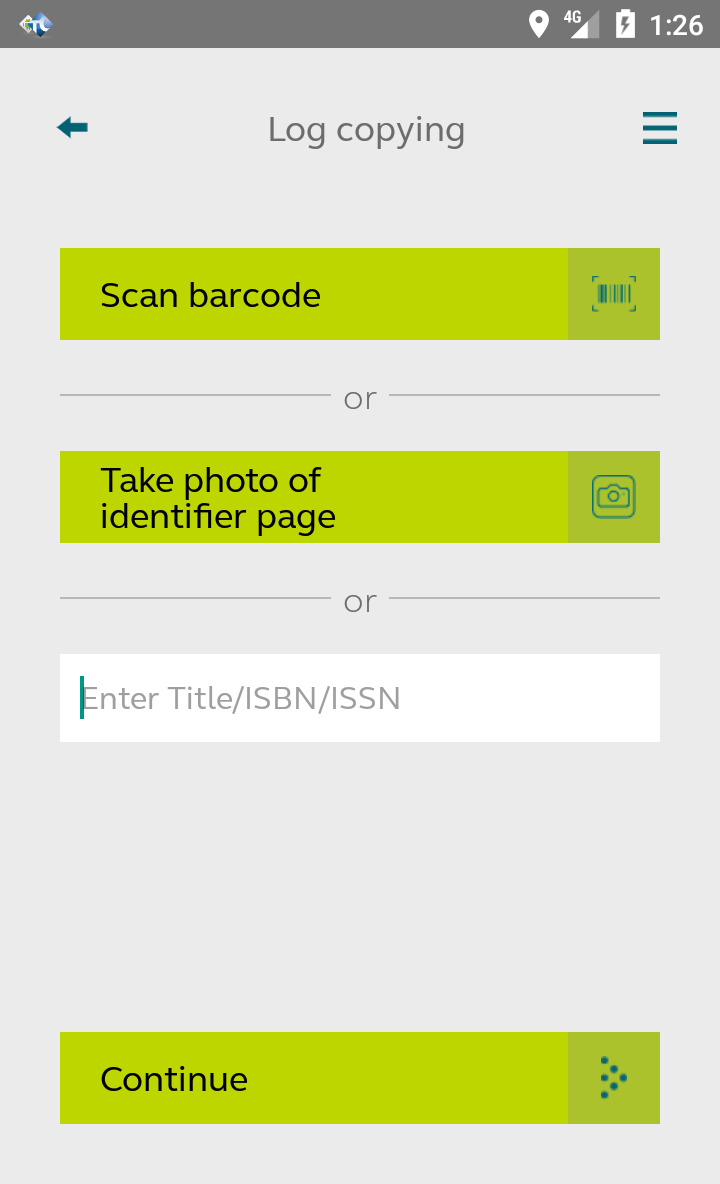 4G 1:26
Log copying
Scan barcode
or
Take photo of
identifier page
or
Enter Title/ISBN/ISSN
Continue